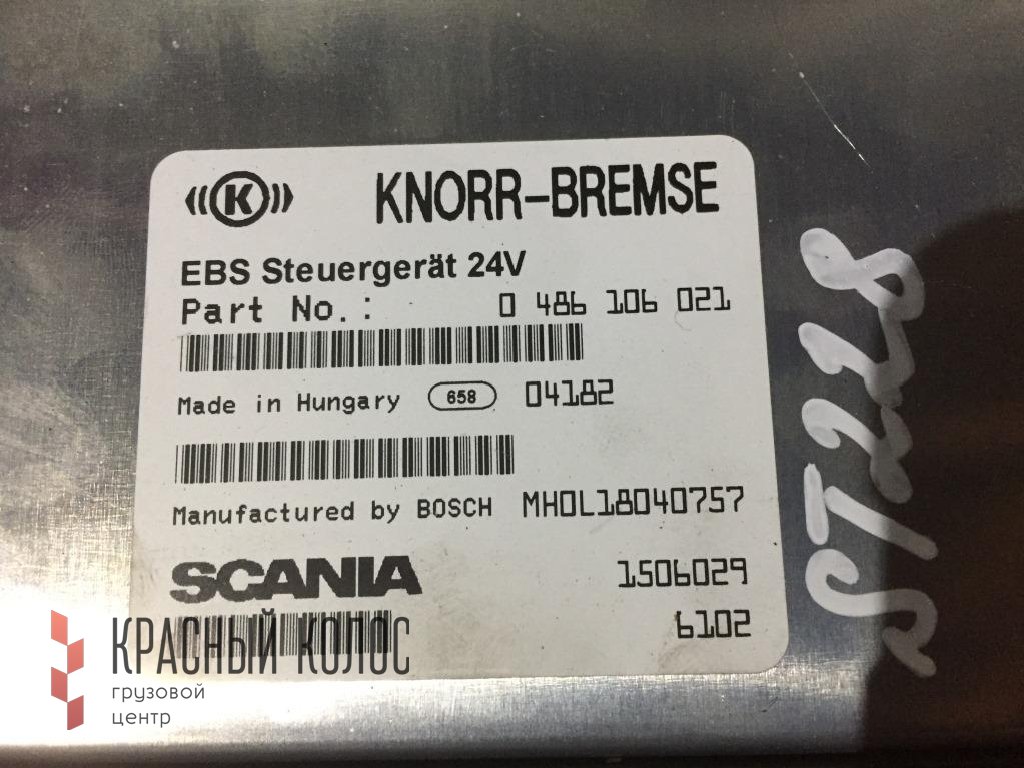 K KNORR-BREMSE
EBS Steuergerät 24V
Part No.: 0 486 106 021
Made in Hungary 658 04182
Manufactured by BOSCH MHOL18040757
SCANIA 1506029
6102
ST228
КРАСНЫЙ КОЛОС
грузовой
центр